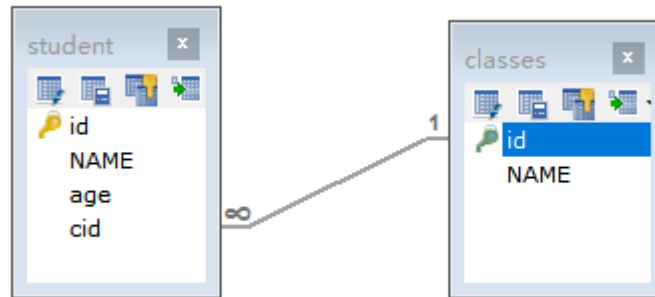 student
id
NAME
age
cid
∞
1
classes
id
NAME